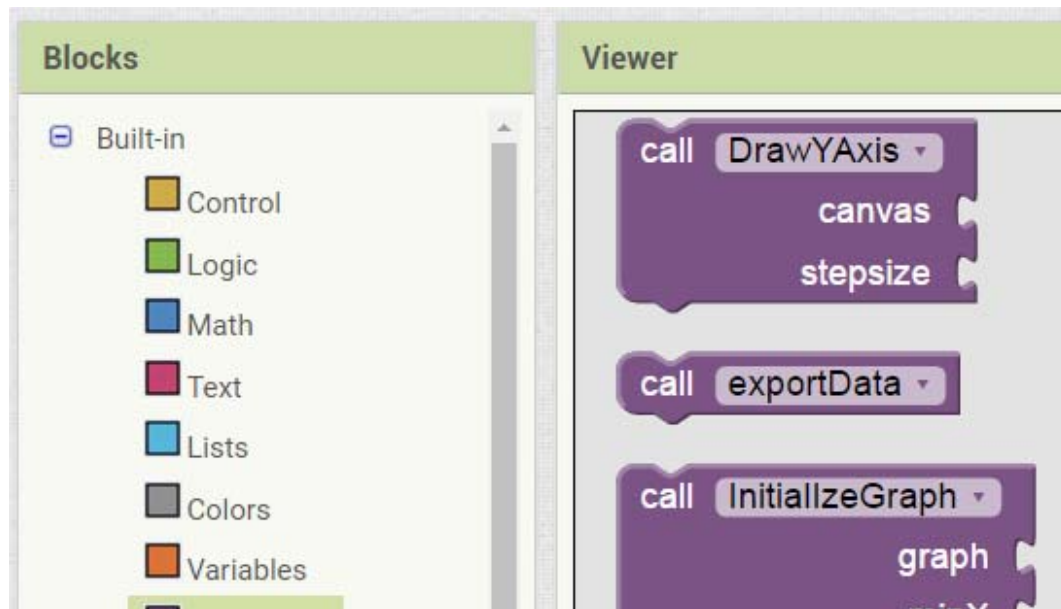 Blocks
Built-in
Control
Logic
Math
Text
Lists
Colors
Variables
Viewer
call DrawYAxis
canvas
stepsize
call exportData
call InitiallzeGraph
graph